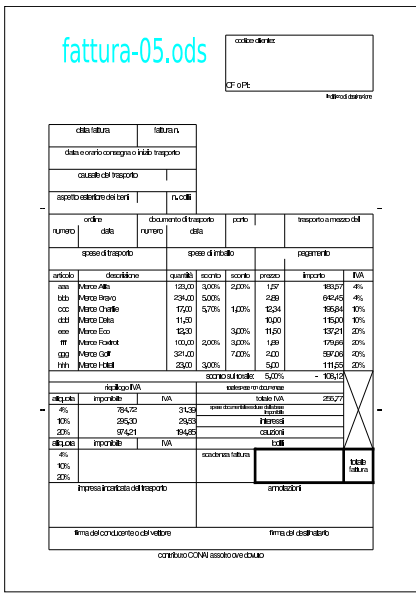 fattura-05.ods
codice cliente:
CF o PI:
Indirizzo di destinazione
data fattura fattura n.
data e orario consegna o inizio trasporto
causale del trasporto
aspetto esteriore dei beni n. colli
ordine documento di trasporto porto trasporto a mezzo del:
numero data numero data
spese di trasporto spese di imballo pagamento
articolo descrizione quantità sconto sconto prezzo importo IVA
aaa Merce Alfa 123,00 3,00% 2,00% 1,57 183,57 4%
bbb Merce Bravo 234,00 5,00% 2,89 642,45 4%
ccc Merce Charlie 17,00 5,70% 1,00% 12,34 195,84 10%
ddd Merce Delta 11,50 10,00 115,00 10%
eee Merce Eco 12,30 3,00% 11,50 137,21 20%
fff Merce Foxtrot 100,00 2,00% 3,00% 1,89 179,66 20%
ggg Merce Golf 321,00 7,00% 2,00 597,06 20%
hhh Merce Hotel 23,00 3,00% 5,00 111,55 20%
sconto sul totale: 5,00% - 108,12
riepilogo IVA
aliquota imponibile IVA totale IVA 255,77
4% 784,72 31,39
10% 295,30 29,53 interessi
20% 974,21 194,85 cauzioni
aliquota imponibile IVA bolli
4% scadenza fattura totale
10% fattura
20%
impresa incaricata del trasporto annotazioni
firma del conducente o del vettore firma del destinatario
contributo CONAI assolto ove dovuto